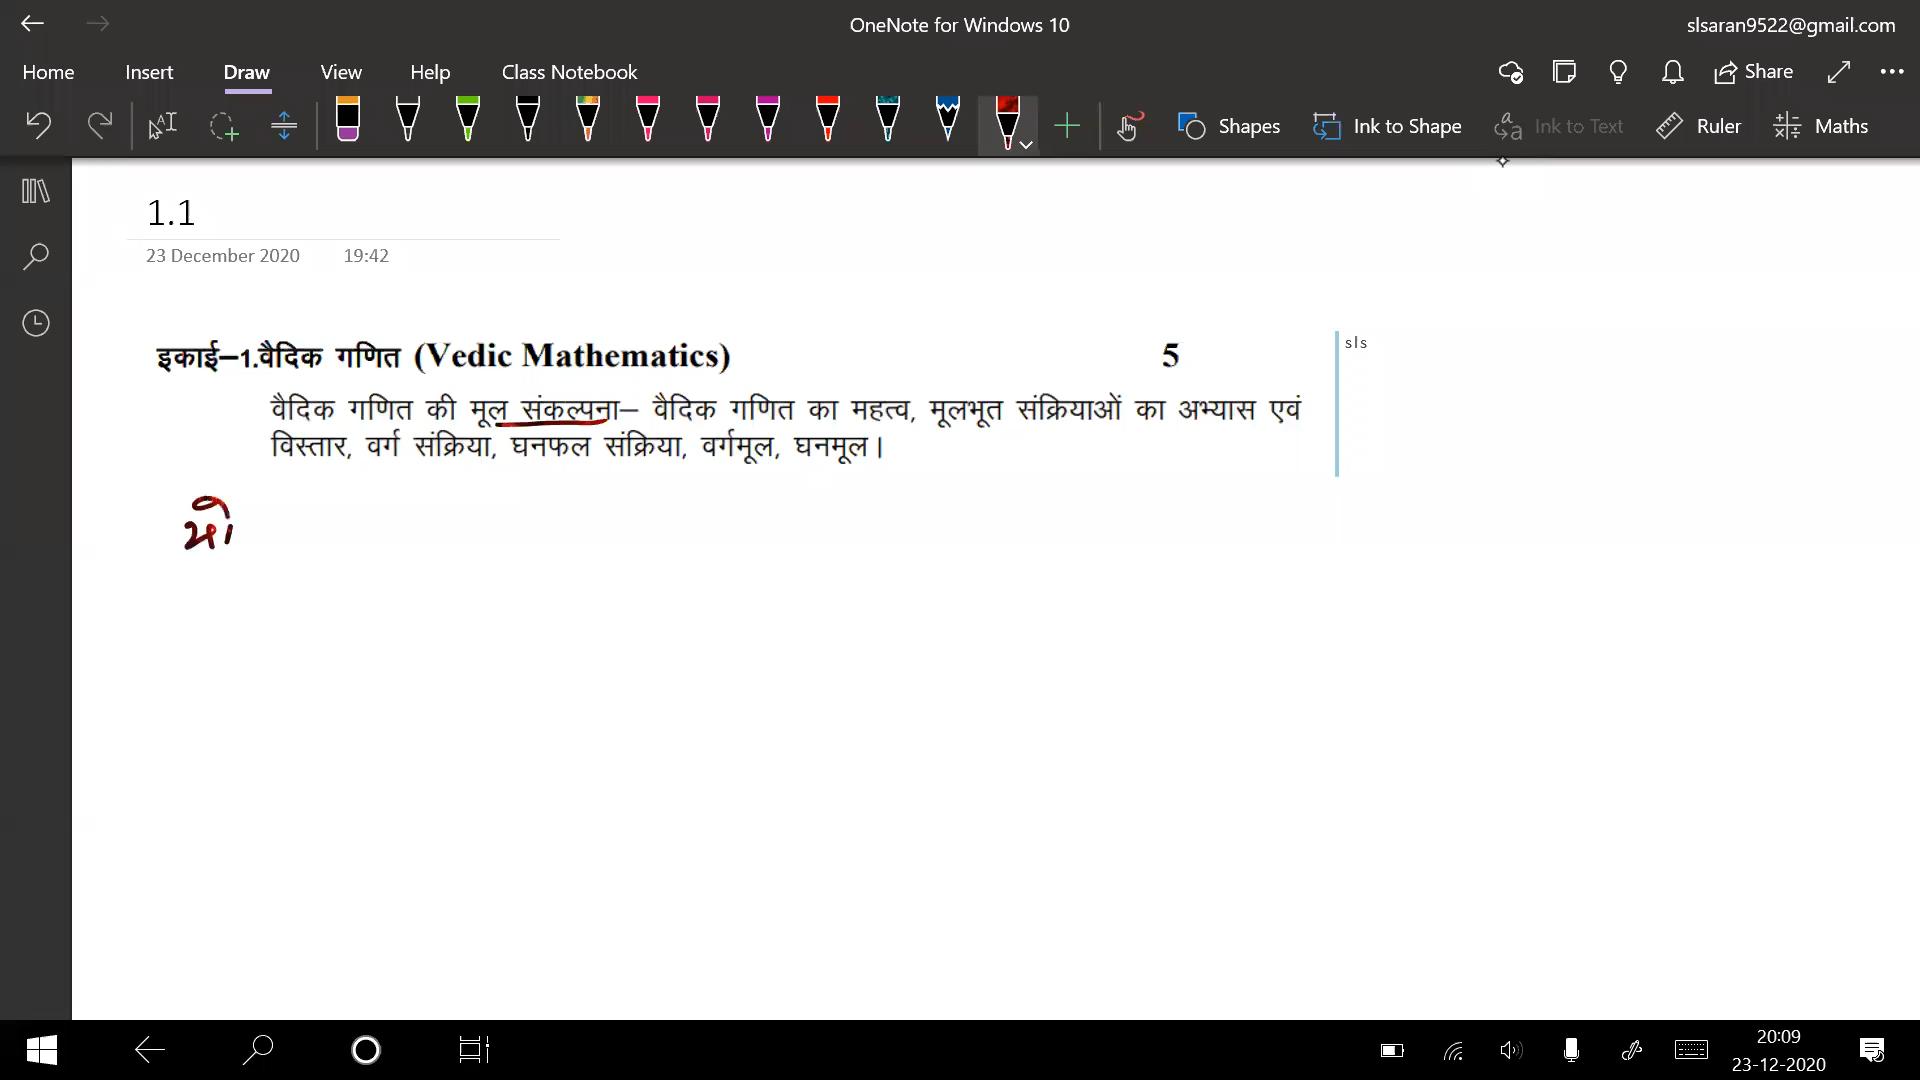 OneNote for Windows 10
slsaran9522@gmail.com
Home Insert Draw View Help Class Notebook Share
Shapes Ink to Shape Ink to Text Ruler Maths
1.1
23 December 2020 19:42
इकाई–1.वैदिक गणित (Vedic Mathematics) 5
sls
वैदिक गणित की मूल संकल्पना– वैदिक गणित का महत्व, मूलभूत संक्रियाओं का अभ्यास एवं
विस्तार, वर्ग संक्रिया, घनफल संक्रिया, वर्गमूल, घनमूल।
20:09
23-12-2020